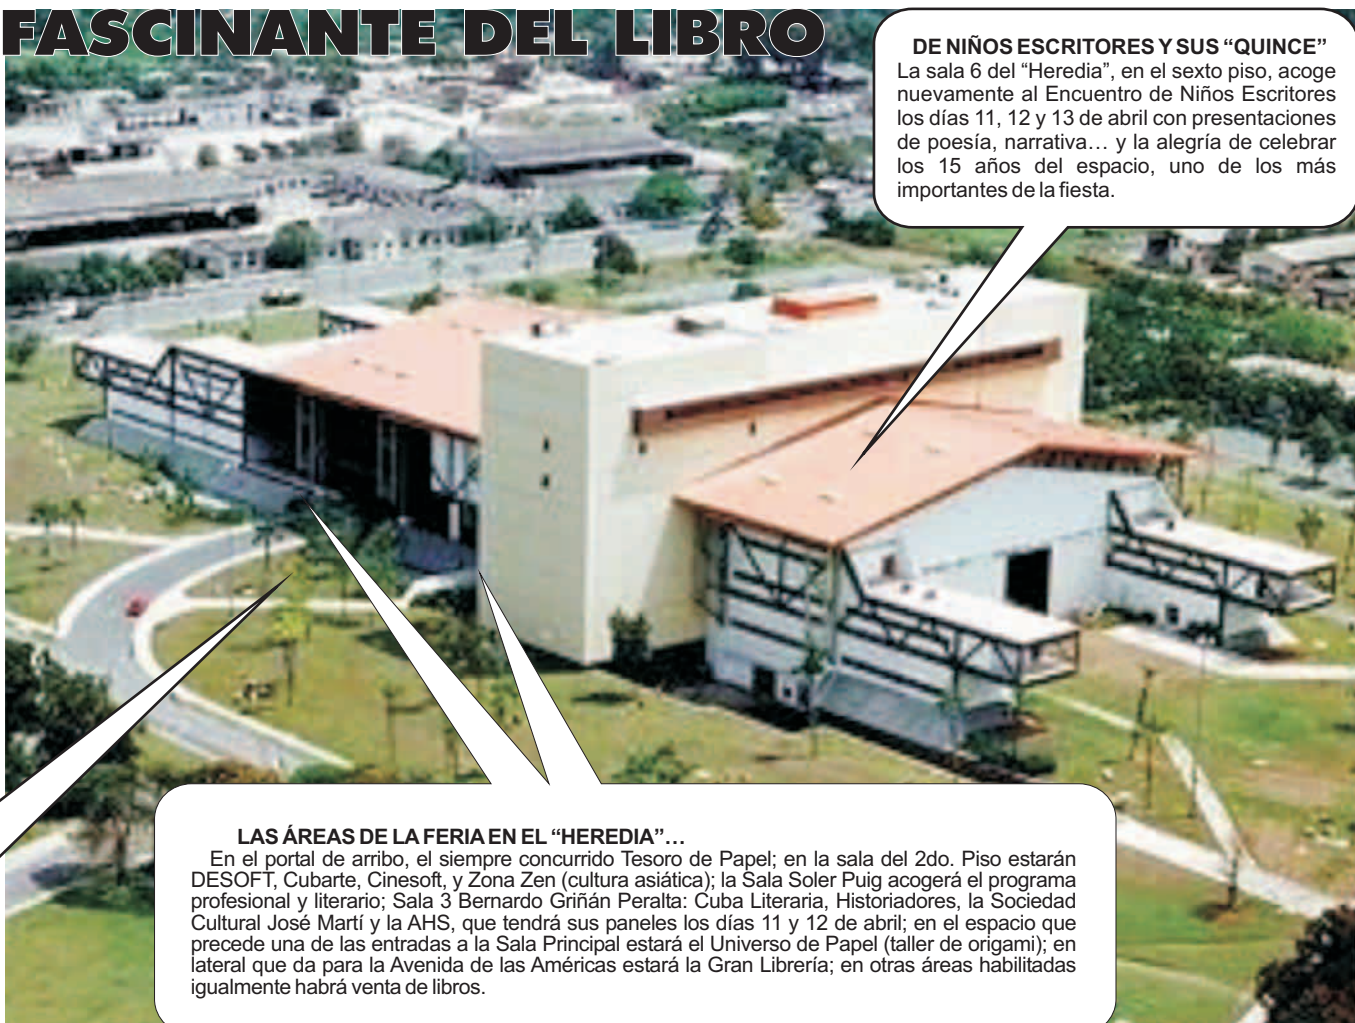 FASCINANTE DEL LIBRO
DE NIÑOS ESCRITORES Y SUS “QUINCE”
La sala 6 del “Heredia”, en el sexto piso, acoge
nuevamente al Encuentro de Niños Escritores
los días 11, 12 y 13 de abril con presentaciones
de poesía, narrativa… y la alegría de celebrar
los 15 años del espacio, uno de los más
importantes de la fiesta.
LAS ÁREAS DE LA FERIA EN EL “HEREDIA”…
En el portal de arribo, el siempre concurrido Tesoro de Papel; en la sala del 2do. Piso estarán
DESOFT, Cubarte, Cinesoft, y Zona Zen (cultura asiática); la Sala Soler Puig acogerá el programa
profesional y literario; Sala 3 Bernardo Griñán Peralta: Cuba Literaria, Historiadores, la Sociedad
Cultural José Martí y la AHS, que tendrá sus paneles los días 11 y 12 de abril; en el espacio que
precede una de las entradas a la Sala Principal estará el Universo de Papel (taller de origami); en
lateral que da para la Avenida de las Américas estará la Gran Librería; en otras áreas habilitadas
igualmente habrá venta de libros.